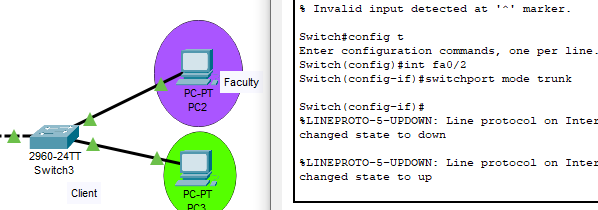 Faculty
PC-PT
PC2
2960-24TT
Switch3
Client
PC-PT
PC3
% Invalid input detected at '^' marker.
Switch#config t
Enter configuration commands, one per line.
Switch(config)#int fa0/2
Switch(config-if)#switchport mode trunk
Switch(config-if)#
%LINEPROTO-5-UPDOWN: Line protocol on Inter
changed state to down
%LINEPROTO-5-UPDOWN: Line protocol on Inter
changed state to up